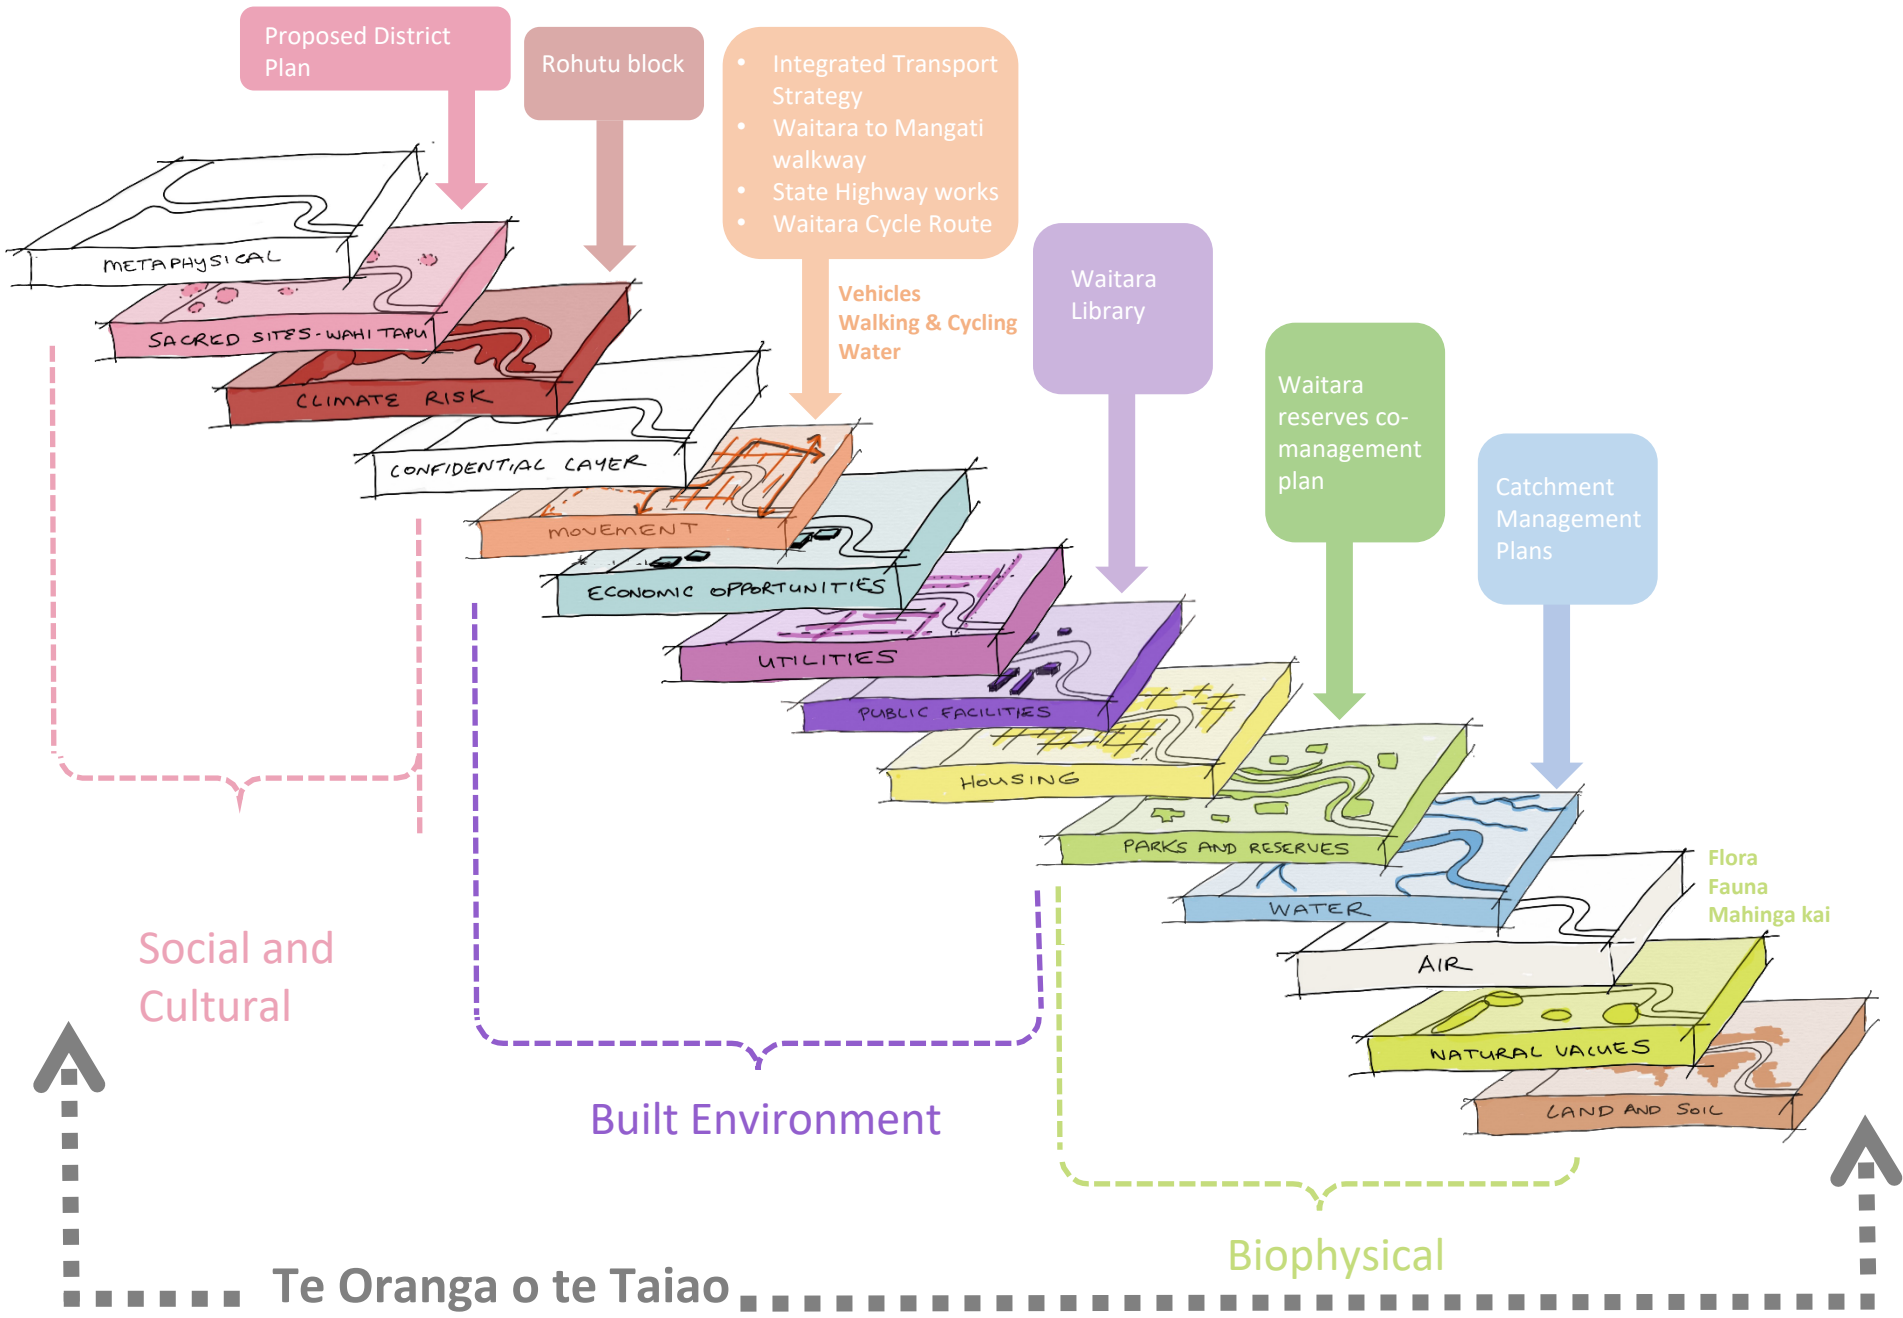 Proposed District
Plan
Rohutu block
• Integrated Transport
Strategy
• Waitara to Mangati
walkway
• State Highway works
• Waitara Cycle Route
Vehicles
Walking & Cycling
Water
Waitara
Library
Waitara
reserves co-
management
plan
Catchment
Management
Plans
METAPHYSICAL
SACRED SITES-WAHI TAPU
CLIMATE RISK
CONFIDENTIAL LAYER
MOVEMENT
ECONOMIC OPPORTUNITIES
UTILITIES
PUBLIC FACILITIES
HOUSING
PARKS AND RESERVES
WATER
AIR
NATURAL VALUES
LAND AND SOIL
Flora
Fauna
Mahinga kai
Social and
Cultural
Built Environment
Biophysical
Te Oranga o te Taiao